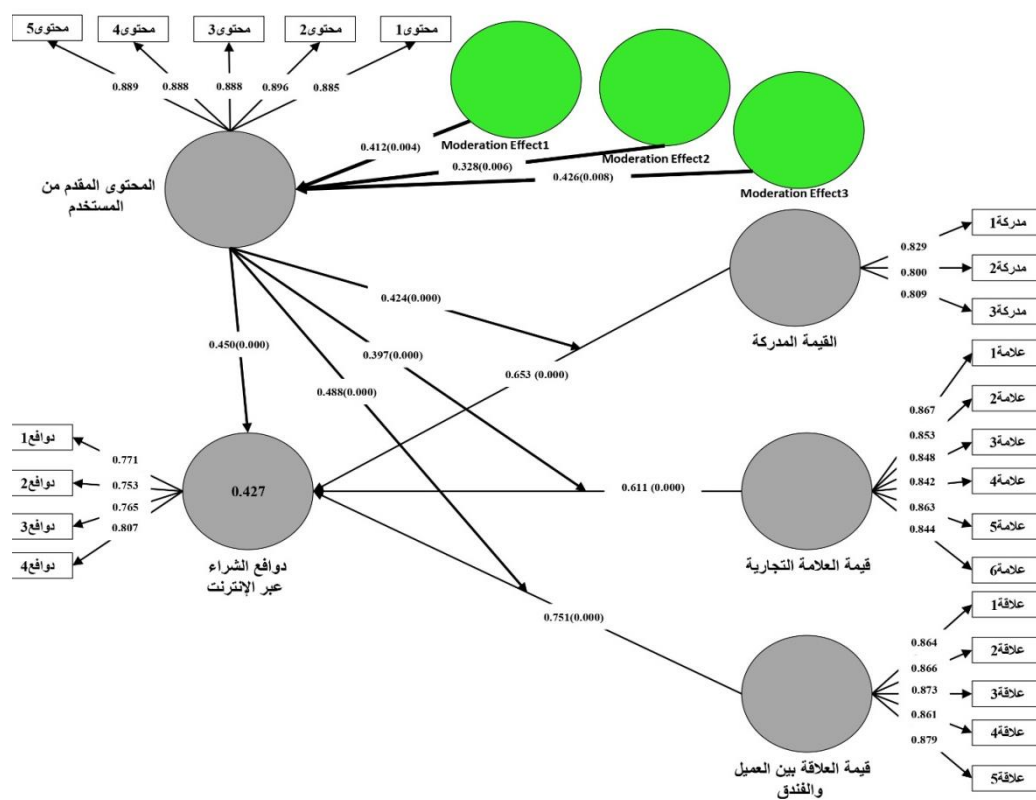 محتوى1
محتوى2
محتوى3
محتوى4
محتوى5
0.885
0.896
0.888
0.888
0.889
Moderation Effect1
Moderation Effect2
Moderation Effect3
0.412(0.004)
0.328(0.006)
0.426(0.008)
المحتوى المقدم من
المستخدم
مدركة1
مدركة2
مدركة3
0.829
0.800
0.809
القيمة المدركة
0.424(0.000)
0.450(0.000)
0.397(0.000)
0.488(0.000)
0.653 (0.000)
علامة1
علامة2
علامة3
علامة4
علامة5
علامة6
0.867
0.853
0.848
0.842
0.863
0.844
قيمة العلامة التجارية
0.611 (0.000)
0.427
دوافع الشراء
عبر الإنترنت
دوافع1
دوافع2
دوافع3
دوافع4
0.771
0.753
0.765
0.807
0.751(0.000)
علاقة1
علاقة2
علاقة3
علاقة4
علاقة5
0.864
0.866
0.873
0.861
0.879
قيمة العلاقة بين العميل
والفندق